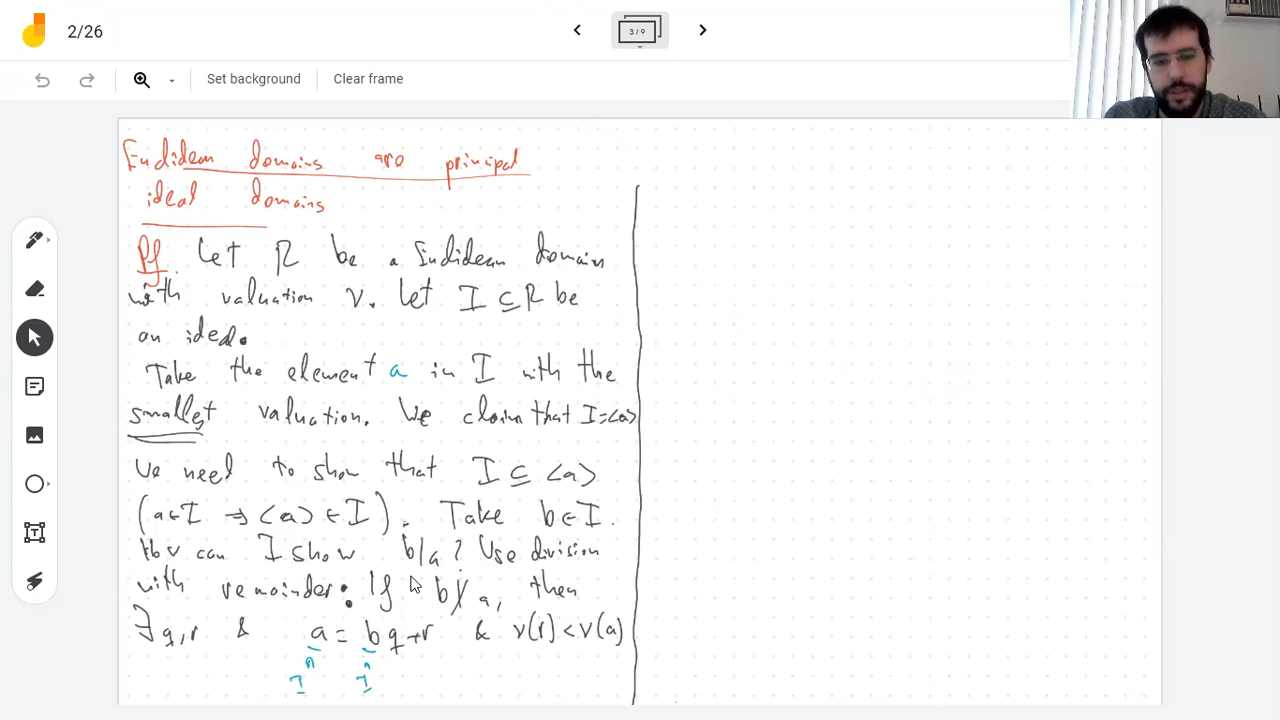 2/26
3/9
Set background
Clear frame
Euclidean domains are principal
ideal domains
Pf. Let R be a Euclidean domain
with valuation ν. Let I ⊆ R be
an ideal.
Take the element a in I with the
smallest valuation. We claim that I=<a>
We need to show that I ⊆ <a>
(a∈I → <a> ∈ I). Take b∈I.
How can I show b|a? Use division
with remainder: If b∤a, then
∃q,r & a = bq+r & ν(r)<ν(a)
I I